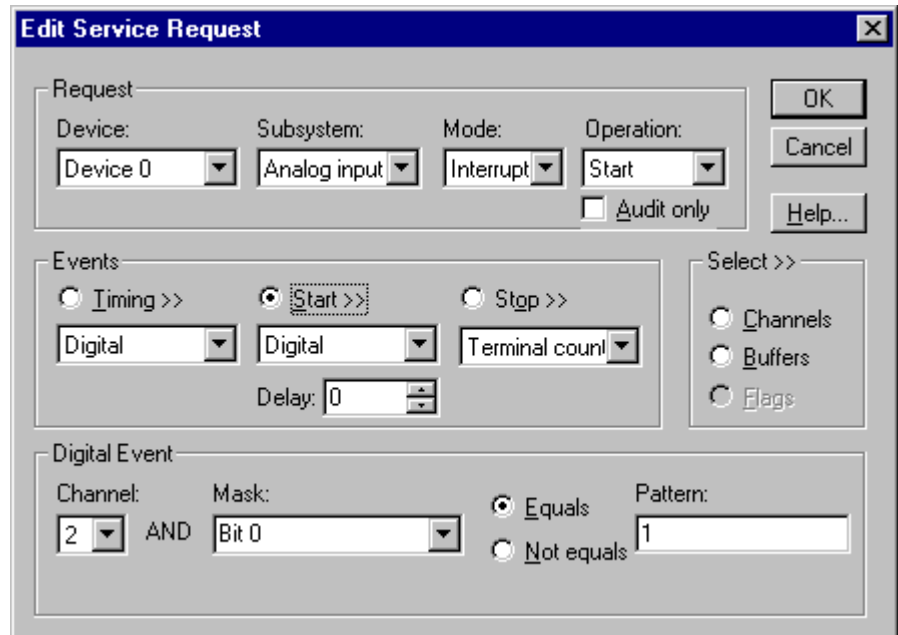 Edit Service Request
Request
Device: Subsystem: Mode: Operation:
Device 0 Analog input Interrupt Start
Audit only
OK
Cancel
Help...
Events
Timing >> Start >> Stop >>
Digital Digital Terminal count
Delay: 0
Select >>
Channels
Buffers
Flags
Digital Event
Channel: Mask: Pattern:
2 AND Bit 0 Equals 1
Not equals